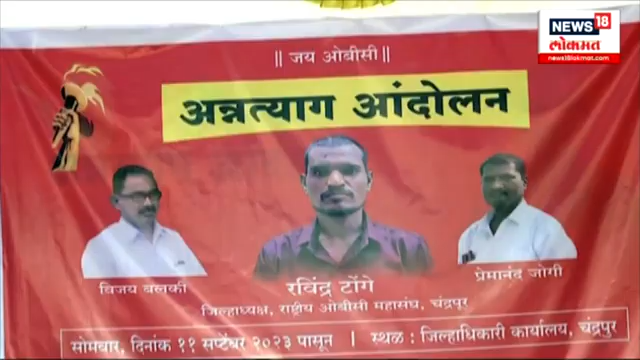 || जय ओबीसी ||
NEWS 18
लोकमत
news18lokmat.com
अन्नत्याग आंदोलन
विजय बलकी
रविंद्र टोंगे
प्रेमानंद जोगी
जिल्हाध्यक्ष, राष्ट्रीय ओबीसी महासंघ, चंद्रपूर
सोमवार, दिनांक ११ सप्टेंबर २०२३ पासून | स्थळ : जिल्हाधिकारी कार्यालय, चंद्रपूर